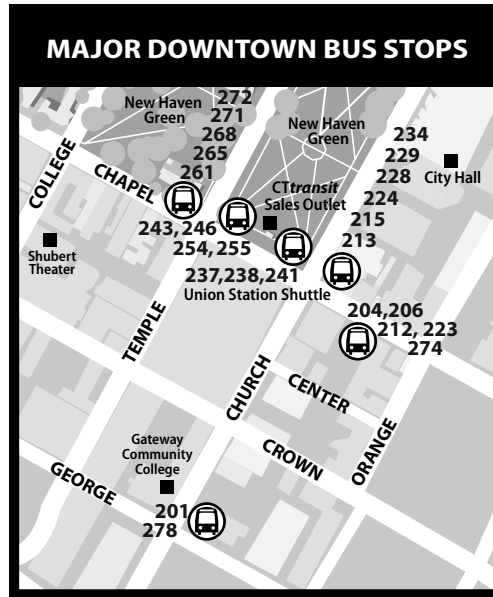 MAJOR DOWNTOWN BUS STOPS
New Haven
Green
272
271
268
265
261
New Haven
Green
234
229
228
224
215
213
City Hall
COLLEGE
CHAPEL
CTtransit
Sales Outlet
243, 246
254, 255
237,238,241
Union Station Shuttle
Shubert
Theater
204,206
212, 223
274
TEMPLE
CHURCH
CENTER
CROWN
ORANGE
Gateway
Community
College
GEORGE
201
278